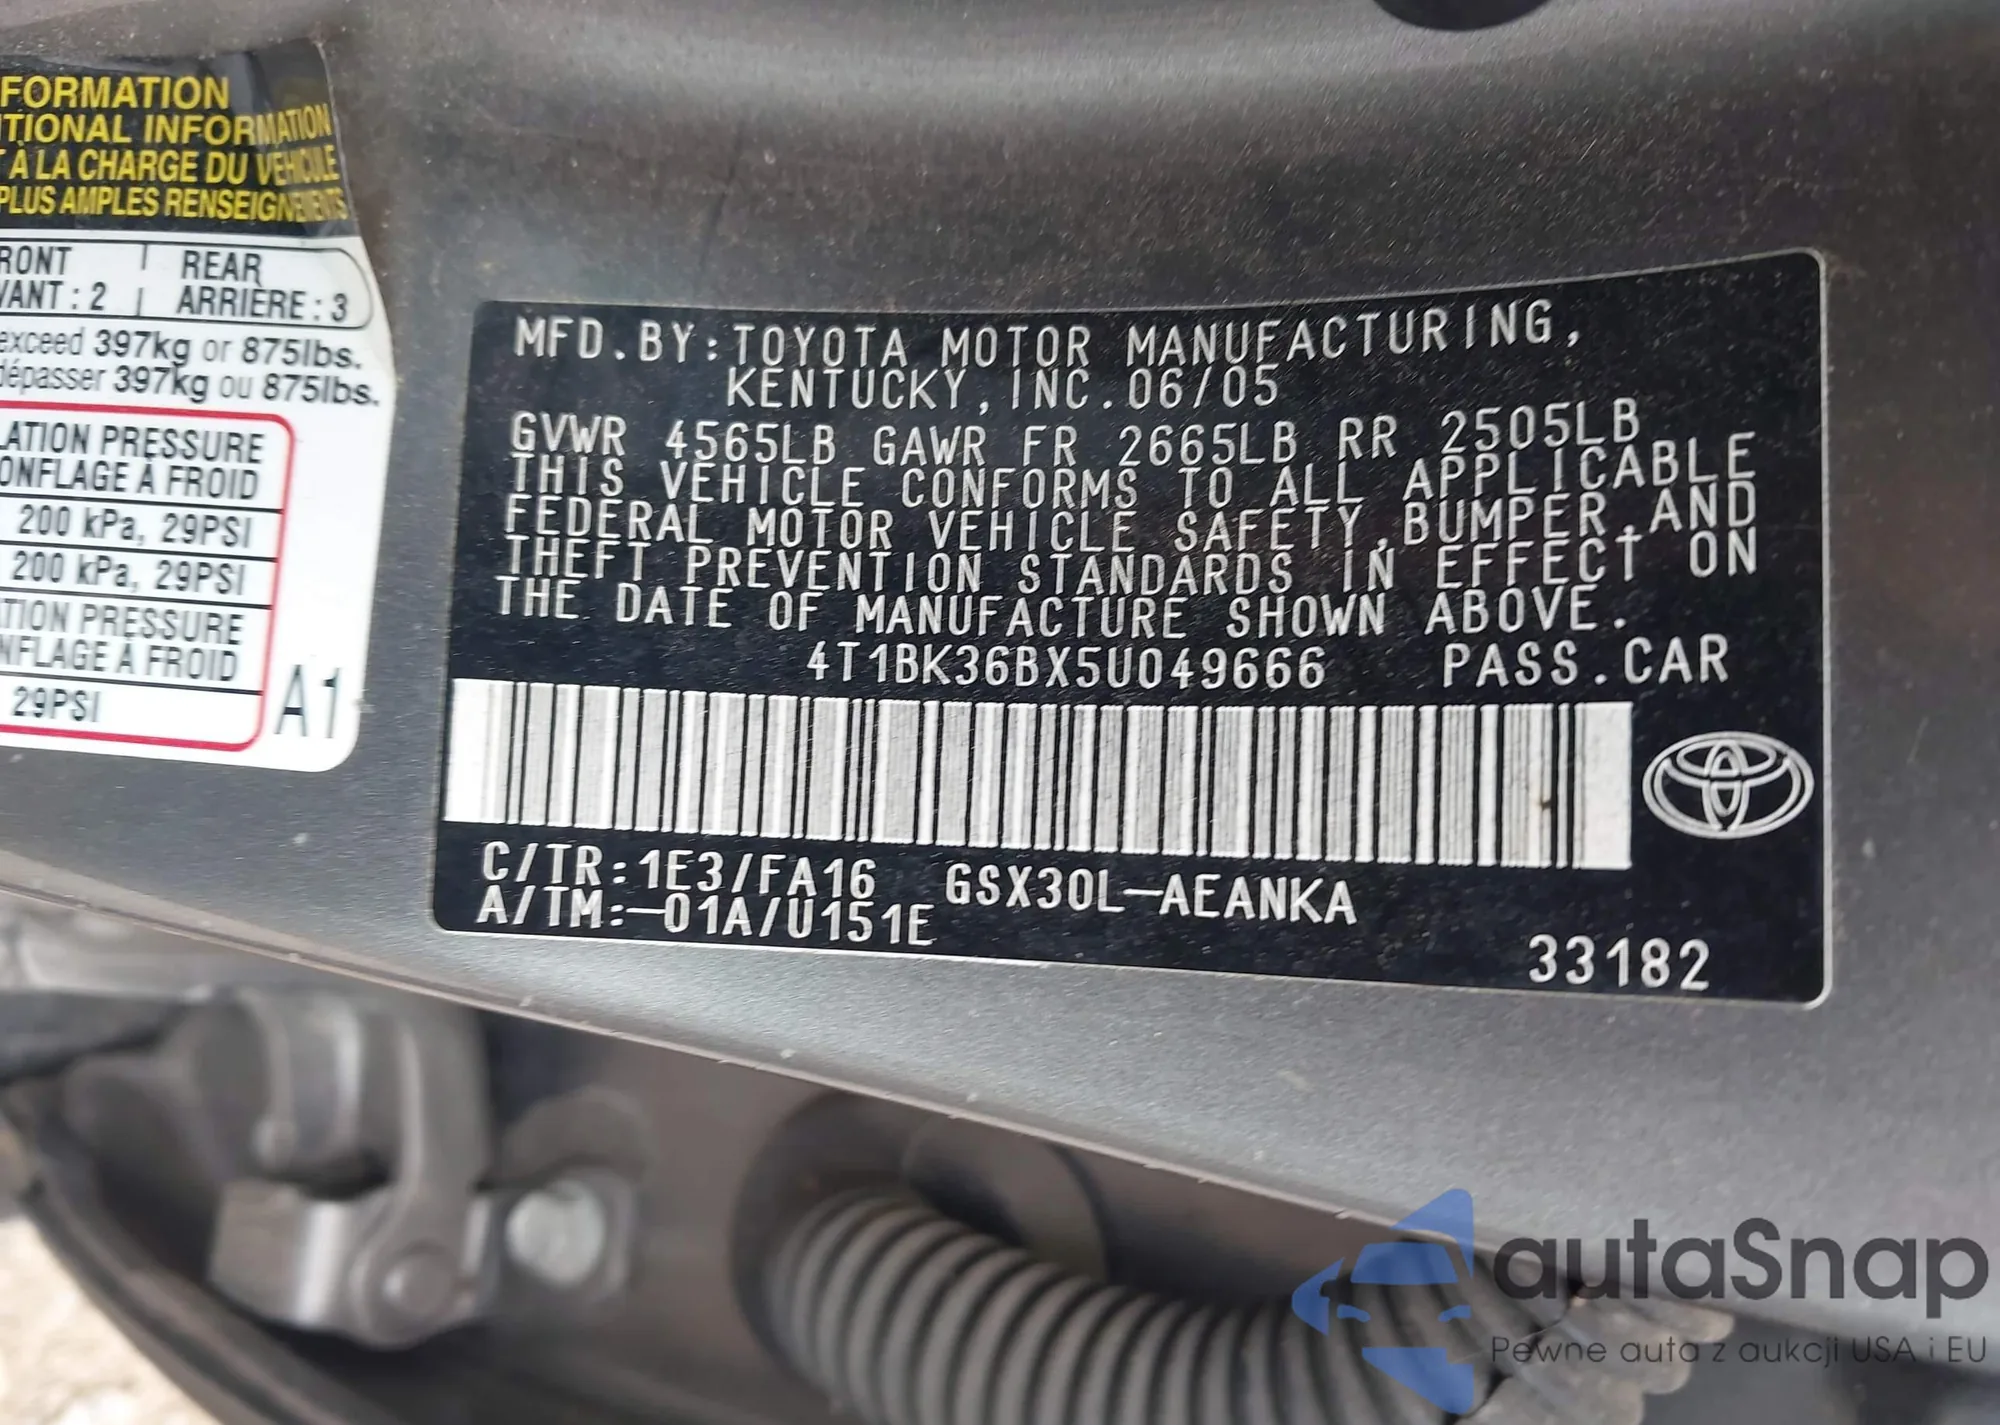 FORMATION
TIONAL INFORMATION
T À LA CHARGE DU VÉHICULE
PLUS AMPLES RENSEIGNEMENTS
RONT | REAR
VANT : 2 | ARRIÈRE : 3
exceed 397kg or 875lbs.
dépasser 397kg ou 875lbs.
LATION PRESSURE
ONFLAGE À FROID
200 kPa, 29PSI
200 kPa, 29PSI
TION PRESSURE
NFLAGE À FROID
29PSI
A1
MFD.BY:TOYOTA MOTOR MANUFACTURING,
KENTUCKY,INC.06/05
GVWR 4565LB GAWR FR 2665LB RR 2505LB
THIS VEHICLE CONFORMS TO ALL APPLICABLE
FEDERAL MOTOR VEHICLE SAFETY,BUMPER,AND
THEFT PREVENTION STANDARDS IN EFFECT ON
THE DATE OF MANUFACTURE SHOWN ABOVE.
4T1BK36BX5U049666 PASS.CAR
C/TR:1E3/FA16 GSX30L-AEANKA
A/TM:-01A/U151E
33182
autaSnap
Pewne auta z aukcji USA i EU